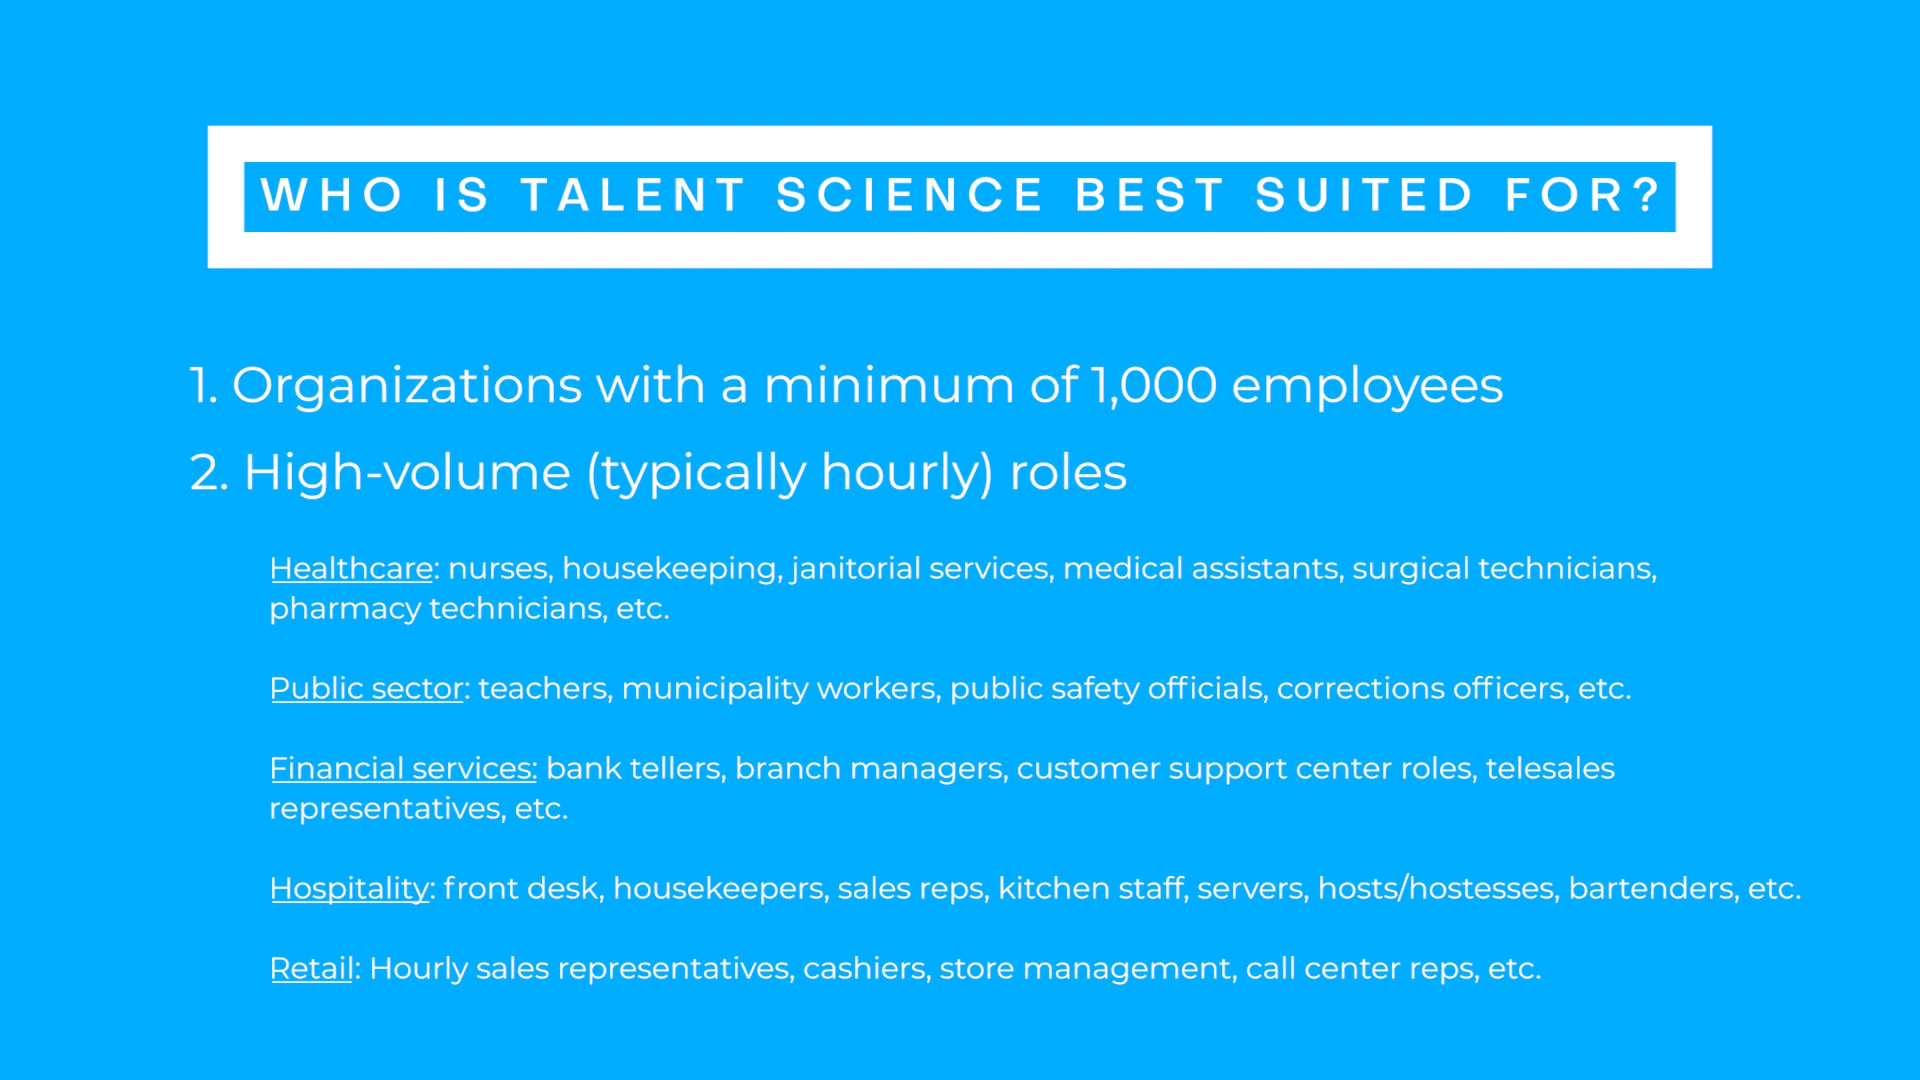 WHO IS TALENT SCIENCE BEST SUITED FOR?
1. Organizations with a minimum of 1,000 employees
2. High-volume (typically hourly) roles
Healthcare: nurses, housekeeping, janitorial services, medical assistants, surgical technicians,
pharmacy technicians, etc.
Public sector: teachers, municipality workers, public safety officials, corrections officers, etc.
Financial services: bank tellers, branch managers, customer support center roles, telesales
representatives, etc.
Hospitality: front desk, housekeepers, sales reps, kitchen staff, servers, hosts/hostesses, bartenders, etc.
Retail: Hourly sales representatives, cashiers, store management, call center reps, etc.